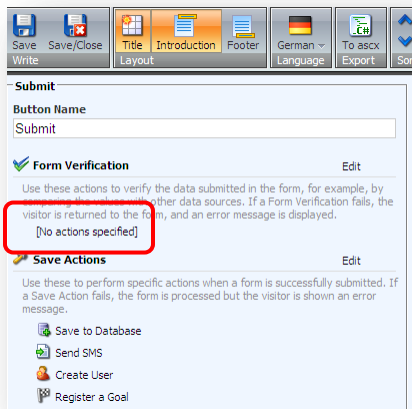 Save Save/Close Title Introduction Footer German To ascx
Write Layout Language Export
Submit
Button Name
Submit
Form Verification Edit
Use these actions to verify the data submitted in the form, for example, by
comparing the values with other data sources. If a Form Verification fails, the
visitor is returned to the form, and an error message is displayed.
[No actions specified]
Save Actions Edit
Use these to perform specific actions when a form is successfully submitted. If
a Save Action fails, the form is processed but the visitor is shown an error
message.
Save to Database
Send SMS
Create User
Register a Goal